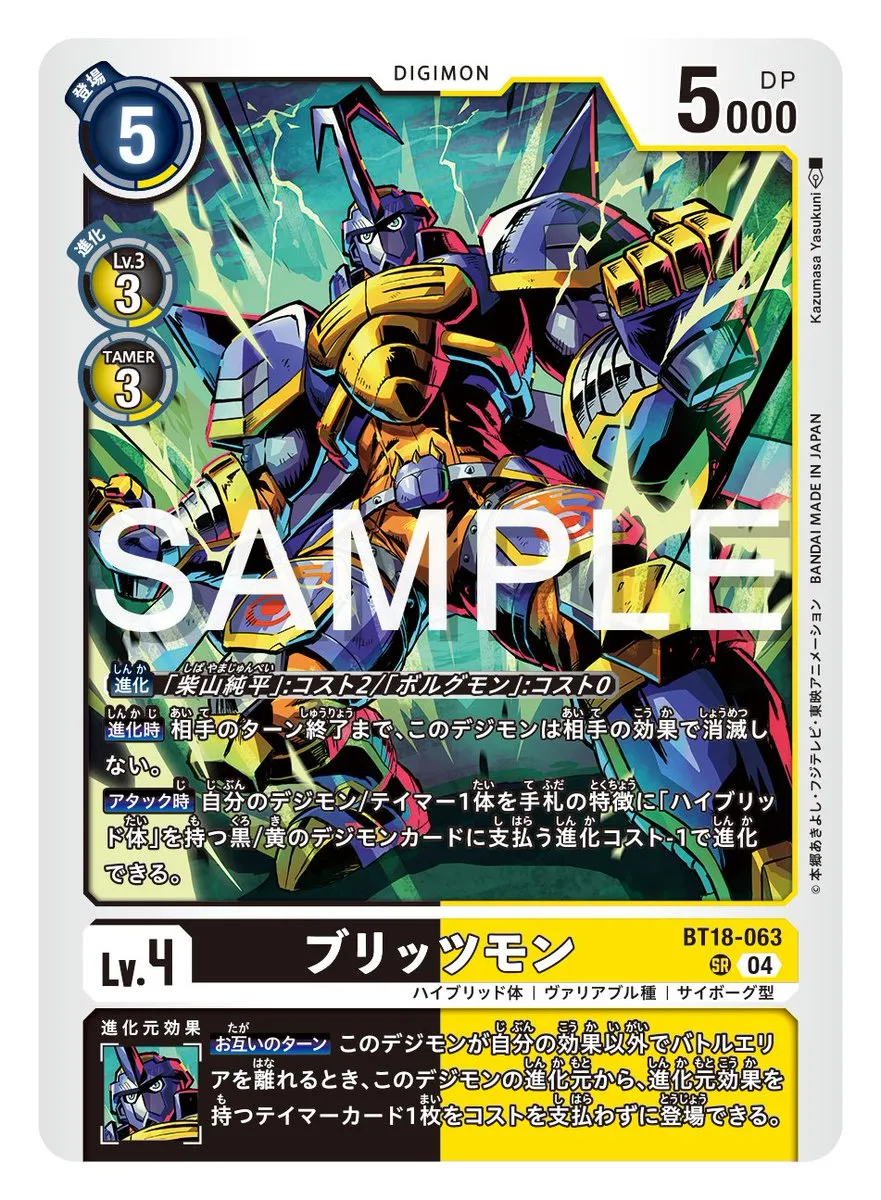 DIGIMON
登場
5
DP
5000
進化
Lv.3
3
TAMER
3
Kazumasa Yasukuni
BANDAI MADE IN JAPAN
© 本郷あきよし・フジテレビ・東映アニメーション
SAMPLE
進化 「柴山純平」:コスト2/「ボルグモン」:コスト0
進化時 相手のターン終了まで、このデジモンは相手の効果で消滅し
ない。
アタック時 自分のデジモン/テイマー1体を手札の特徴に「ハイブリッ
ド体」を持つ黒/黄のデジモンカードに支払う進化コスト-1で進化
できる。
Lv.4
ブリッツモン
BT18-063
SR 04
ハイブリッド体 | ヴァリアブル種 | サイボーグ型
進化元効果
お互いのターン このデジモンが自分の効果以外でバトルエリ
アを離れるとき、このデジモンの進化元から、進化元効果を
持つテイマーカード1枚をコストを支払わずに登場できる。